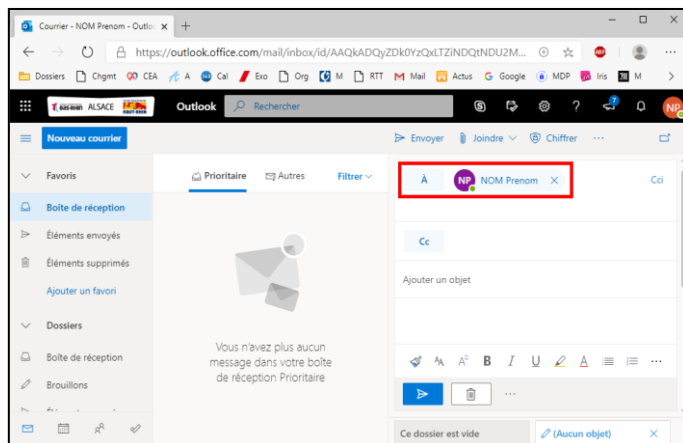 Courrier - NOM Prenom - Outlo
https://outlook.office.com/mail/inbox/id/AAQkADQyZDk0YzQxLTZiNDQtNDU2M...
Dossiers Chgmt CEA A Cal Exo Org M RTT Mail Actus Google MDP Iris M
ALSACE Outlook Rechercher ? 7 NP
Nouveau courrier Envoyer Joindre Chiffrer ...
Favoris Prioritaire Autres Filtrer À NP NOM Prenom Cci
Boîte de réception
Éléments envoyés Cc
Éléments supprimés
Ajouter un objet
Ajouter un favori
Dossiers
Boîte de réception
Vous n'avez plus aucun
message dans votre boîte
de réception Prioritaire
B I U A ...
Brouillons
...
Ce dossier est vide (Aucun objet)